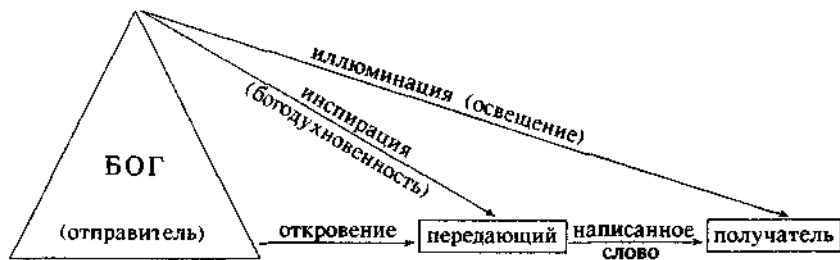 иллюминация (освещение)
инспирация
(богодухновенность)
БОГ
(отправитель)
откровение
передающий
написанное
слово
получатель